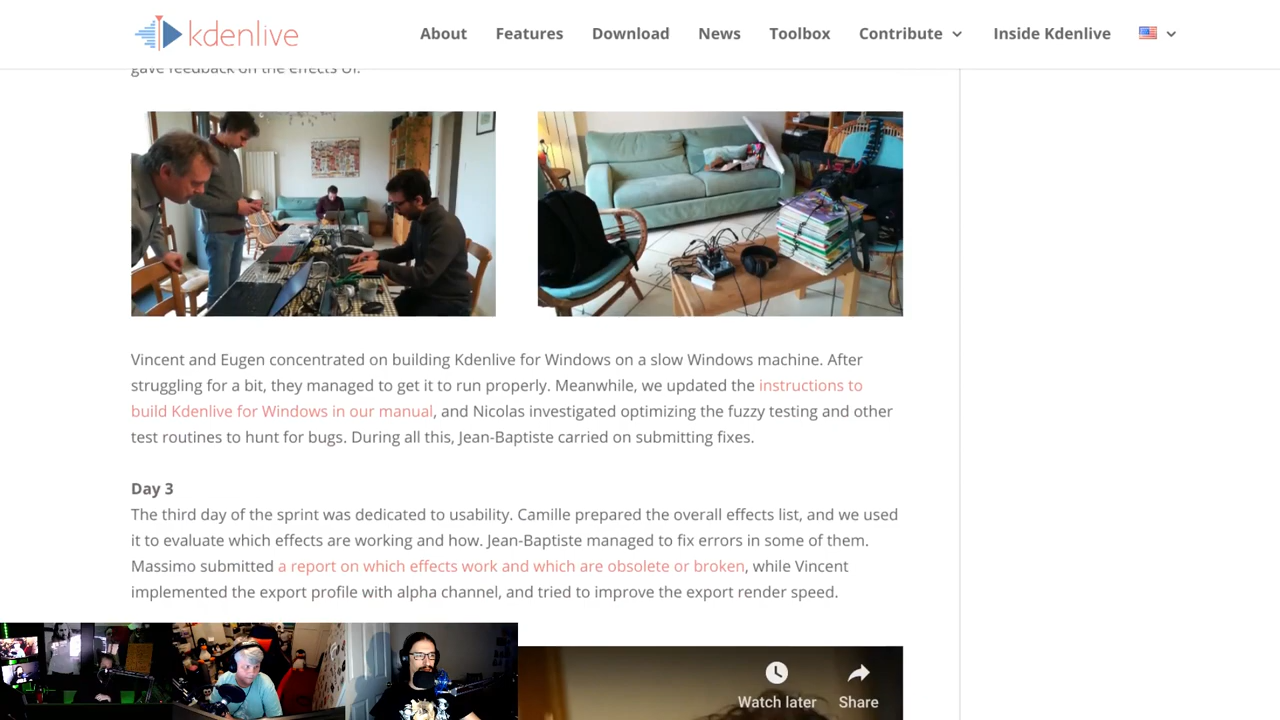 kdenlive
About Features Download News Toolbox Contribute Inside Kdenlive
gave feedback on the effects UI.
Vincent and Eugen concentrated on building Kdenlive for Windows on a slow Windows machine. After
struggling for a bit, they managed to get it to run properly. Meanwhile, we updated the instructions to
build Kdenlive for Windows in our manual, and Nicolas investigated optimizing the fuzzy testing and other
test routines to hunt for bugs. During all this, Jean-Baptiste carried on submitting fixes.
Day 3
The third day of the sprint was dedicated to usability. Camille prepared the overall effects list, and we used
it to evaluate which effects are working and how. Jean-Baptiste managed to fix errors in some of them.
Massimo submitted a report on which effects work and which are obsolete or broken, while Vincent
implemented the export profile with alpha channel, and tried to improve the export render speed.
Watch later Share